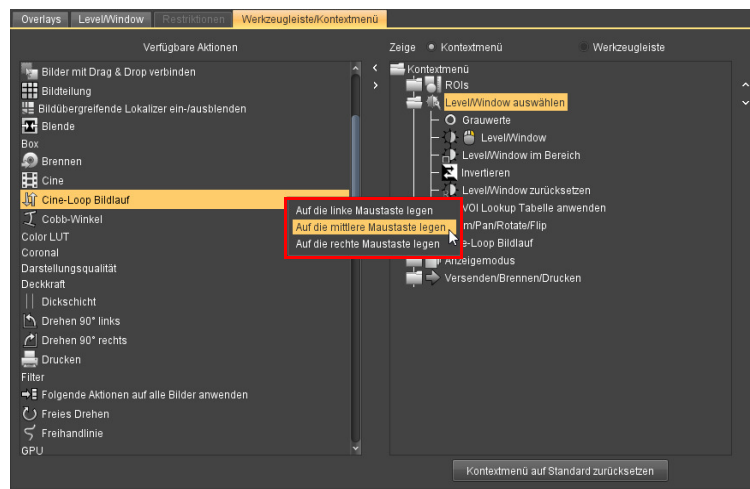 Overlays Level/Window Restriktionen Werkzeugleiste/Kontextmenü
Verfügbare Aktionen
Bilder mit Drag & Drop verbinden
Bildteilung
Bildübergreifende Lokalizer ein-/ausblenden
Blende
Box
Brennen
Cine
Cine-Loop Bildlauf
Cobb-Winkel
Color LUT
Coronal
Darstellungsqualität
Deckkraft
Dickschicht
Drehen 90° links
Drehen 90° rechts
Drucken
Filter
Folgende Aktionen auf alle Bilder anwenden
Freies Drehen
Freihandlinie
GPU
Auf die linke Maustaste legen
Auf die mittlere Maustaste legen
Auf die rechte Maustaste legen
Zeige Kontextmenü Werkzeugleiste
Kontextmenü
ROIs
Level/Window auswählen
Grauwerte
Level/Window
Level/Window im Bereich
Invertieren
Level/Window zurücksetzen
VOI Lookup Tabelle anwenden
m/Pan/Rotate/Flip
e-Loop Bildlauf
Anzeigemodus
Versenden/Brennen/Drucken
Kontextmenü auf Standard zurücksetzen